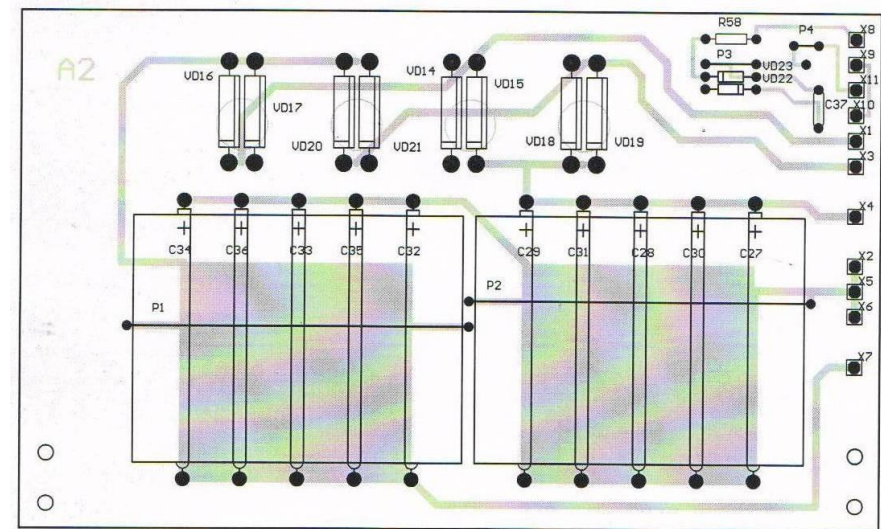 A2
R58
P4
X8
P3
VD23
X9
VD16
VD14
VD22
X11
VD15
C37
VD17
X10
X1
VD20
VD21
VD18
VD19
X3
X4
+ + + + + + + + + +
C34 C36 C33 C35 C32 C29 C31 C28 C30 C27
X2
P2
X5
P1
X6
X7